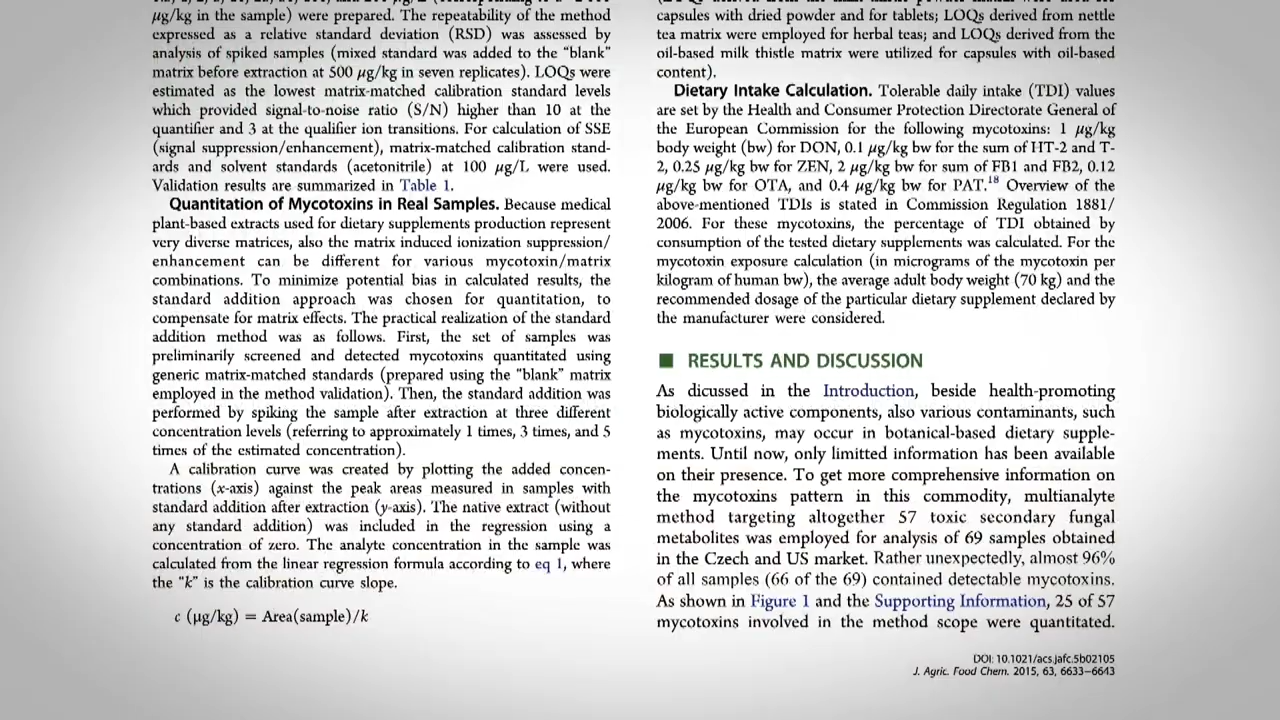 μg/kg in the sample) were prepared. The repeatability of the method
expressed as a relative standard deviation (RSD) was assessed by
analysis of spiked samples (mixed standard was added to the “blank”
matrix before extraction at 500 μg/kg in seven replicates). LOQs were
estimated as the lowest matrix-matched calibration standard levels
which provided signal-to-noise ratio (S/N) higher than 10 at the
quantifier and 3 at the qualifier ion transitions. For calculation of SSE
(signal suppression/enhancement), matrix-matched calibration stand-
ards and solvent standards (acetonitrile) at 100 μg/L were used.
Validation results are summarized in Table 1.
Quantitation of Mycotoxins in Real Samples. Because medical
plant-based extracts used for dietary supplements production represent
very diverse matrices, also the matrix induced ionization suppression/
enhancement can be different for various mycotoxin/matrix
combinations. To minimize potential bias in calculated results, the
standard addition approach was chosen for quantitation, to
compensate for matrix effects. The practical realization of the standard
addition method was as follows. First, the set of samples was
preliminarily screened and detected mycotoxins quantitated using
generic matrix-matched standards (prepared using the “blank” matrix
employed in the method validation). Then, the standard addition was
performed by spiking the sample after extraction at three different
concentration levels (referring to approximately 1 times, 3 times, and 5
times of the estimated concentration).
A calibration curve was created by plotting the added concen-
trations (x-axis) against the peak areas measured in samples with
standard addition after extraction (y-axis). The native extract (without
any standard addition) was included in the regression using a
concentration of zero. The analyte concentration in the sample was
calculated from the linear regression formula according to eq 1, where
the “k” is the calibration curve slope.
c (μg/kg) = Area(sample)/k
capsules with dried powder and for tablets; LOQs derived from nettle
tea matrix were employed for herbal teas; and LOQs derived from the
oil-based milk thistle matrix were utilized for capsules with oil-based
content).
Dietary Intake Calculation. Tolerable daily intake (TDI) values
are set by the Health and Consumer Protection Directorate General of
the European Commission for the following mycotoxins: 1 μg/kg
body weight (bw) for DON, 0.1 μg/kg bw for the sum of HT-2 and T-
2, 0.25 μg/kg bw for ZEN, 2 μg/kg bw for sum of FB1 and FB2, 0.12
μg/kg bw for OTA, and 0.4 μg/kg bw for PAT.18 Overview of the
above-mentioned TDIs is stated in Commission Regulation 1881/
2006. For these mycotoxins, the percentage of TDI obtained by
consumption of the tested dietary supplements was calculated. For the
mycotoxin exposure calculation (in micrograms of the mycotoxin per
kilogram of human bw), the average adult body weight (70 kg) and the
recommended dosage of the particular dietary supplement declared by
the manufacturer were considered.
■ RESULTS AND DISCUSSION
As dicussed in the Introduction, beside health-promoting
biologically active components, also various contaminants, such
as mycotoxins, may occur in botanical-based dietary supple-
ments. Until now, only limitted information has been available
on their presence. To get more comprehensive information on
the mycotoxins pattern in this commodity, multianalyte
method targeting altogether 57 toxic secondary fungal
metabolites was employed for analysis of 69 samples obtained
in the Czech and US market. Rather unexpectedly, almost 96%
of all samples (66 of the 69) contained detectable mycotoxins.
As shown in Figure 1 and the Supporting Information, 25 of 57
mycotoxins involved in the method scope were quantitated.
DOI: 10.1021/acs.jafc.5b02105
J. Agric. Food Chem. 2015, 63, 6633–6643